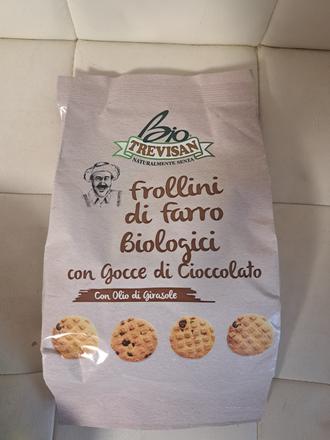 Bio
TREVISAN
NATURALMENTE SENZA
Frollini
di Farro
Biologici
con Gocce di Cioccolato
Con Olio di Girasole